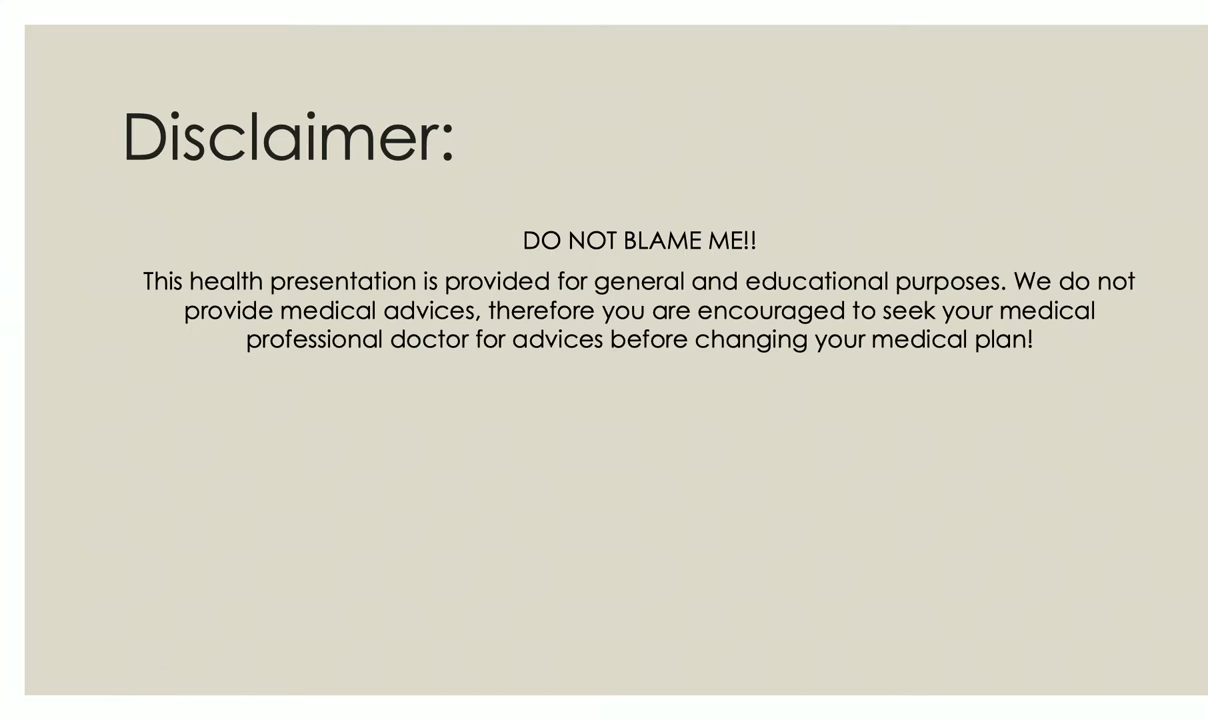 Disclaimer:
DO NOT BLAME ME!!
This health presentation is provided for general and educational purposes. We do not
provide medical advices, therefore you are encouraged to seek your medical
professional doctor for advices before changing your medical plan!